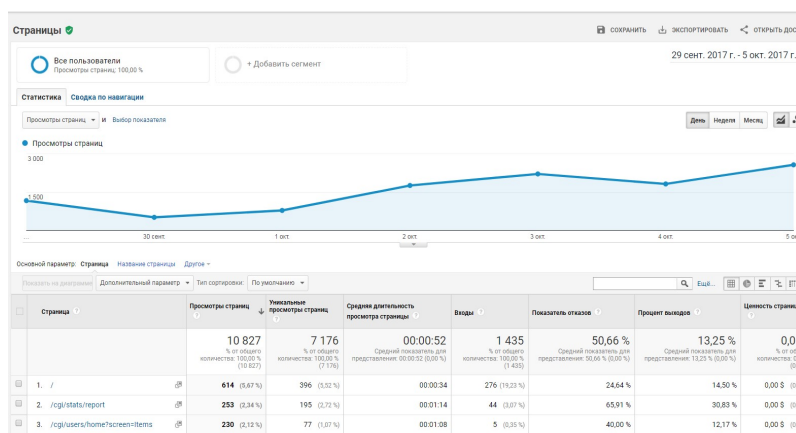 Страницы
СОХРАНИТЬ
ЭКСПОРТИРОВАТЬ
ОТКРЫТЬ ДОС
Все пользователи
Просмотры страниц: 100,00 %
+ Добавить сегмент
29 сент. 2017 г. - 5 окт. 2017 г.
Статистика Сводка по навигации
Просмотры страниц и Выбор показателя
День Неделя Месяц
Просмотры страниц
3 000
1 500
... 30 сент. 1 окт. 2 окт. 3 окт. 4 окт. 5 о
Основной параметр: Страница Название страницы Другое
Показать на диаграмме Дополнительный параметр Тип сортировки: По умолчанию Ещё...
Страница ? Просмотры страниц ? Уникальные просмотры страниц ? Средняя длительность просмотра страницы ? Входы ? Показатель отказов ? Процент выходов ? Ценность страниц ?
10 827 7 176 00:00:52 1 435 50,66 % 13,25 % 0,0
% от общего количества: 100,00 % (10 827)
% от общего количества: 100,00 % (7 176)
Средний показатель для представления: 00:00:52 (0,00 %)
% от общего количества: 100,00 % (1 435)
Средний показатель для представления: 50,66 % (0,00 %)
Средний показатель для представления: 13,25 % (0,00 %)
1. / 614 (5,67 %) 396 (5,52 %) 00:00:34 276 (19,23 %) 24,64 % 14,50 % 0,00 $ (0
2. /cgi/stats/report 253 (2,34 %) 195 (2,72 %) 00:01:14 44 (3,07 %) 65,91 % 30,83 % 0,00 $ (0
3. /cgi/users/home?screen=Items 230 (2,12 %) 77 (1,07 %) 00:01:08 5 (0,35 %) 40,00 % 12,17 % 0,00 $ (0